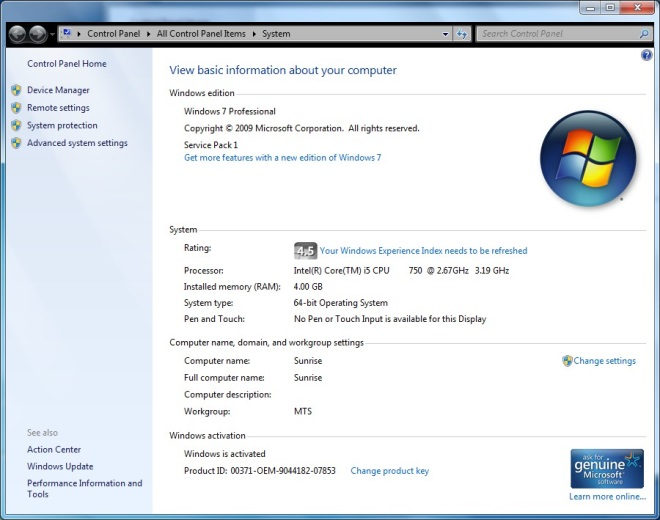 Control Panel
All Control Panel Items
System
Search Control Panel
Control Panel Home
Device Manager
Remote settings
System protection
Advanced system settings
See also
Action Center
Windows Update
Performance Information and
Tools
View basic information about your computer
Windows edition
Windows 7 Professional
Copyright © 2009 Microsoft Corporation. All rights reserved.
Service Pack 1
Get more features with a new edition of Windows 7
System
Rating: 4,5 Your Windows Experience Index needs to be refreshed
Processor: Intel(R) Core(TM) i5 CPU 750 @ 2.67GHz 3.19 GHz
Installed memory (RAM): 4.00 GB
System type: 64-bit Operating System
Pen and Touch: No Pen or Touch Input is available for this Display
Computer name, domain, and workgroup settings
Computer name: Sunrise
Change settings
Full computer name: Sunrise
Computer description:
Workgroup: MTS
Windows activation
Windows is activated
Product ID: 00371-OEM-9044182-07853 Change product key
ask for
genuine
Microsoft
software
Learn more online...